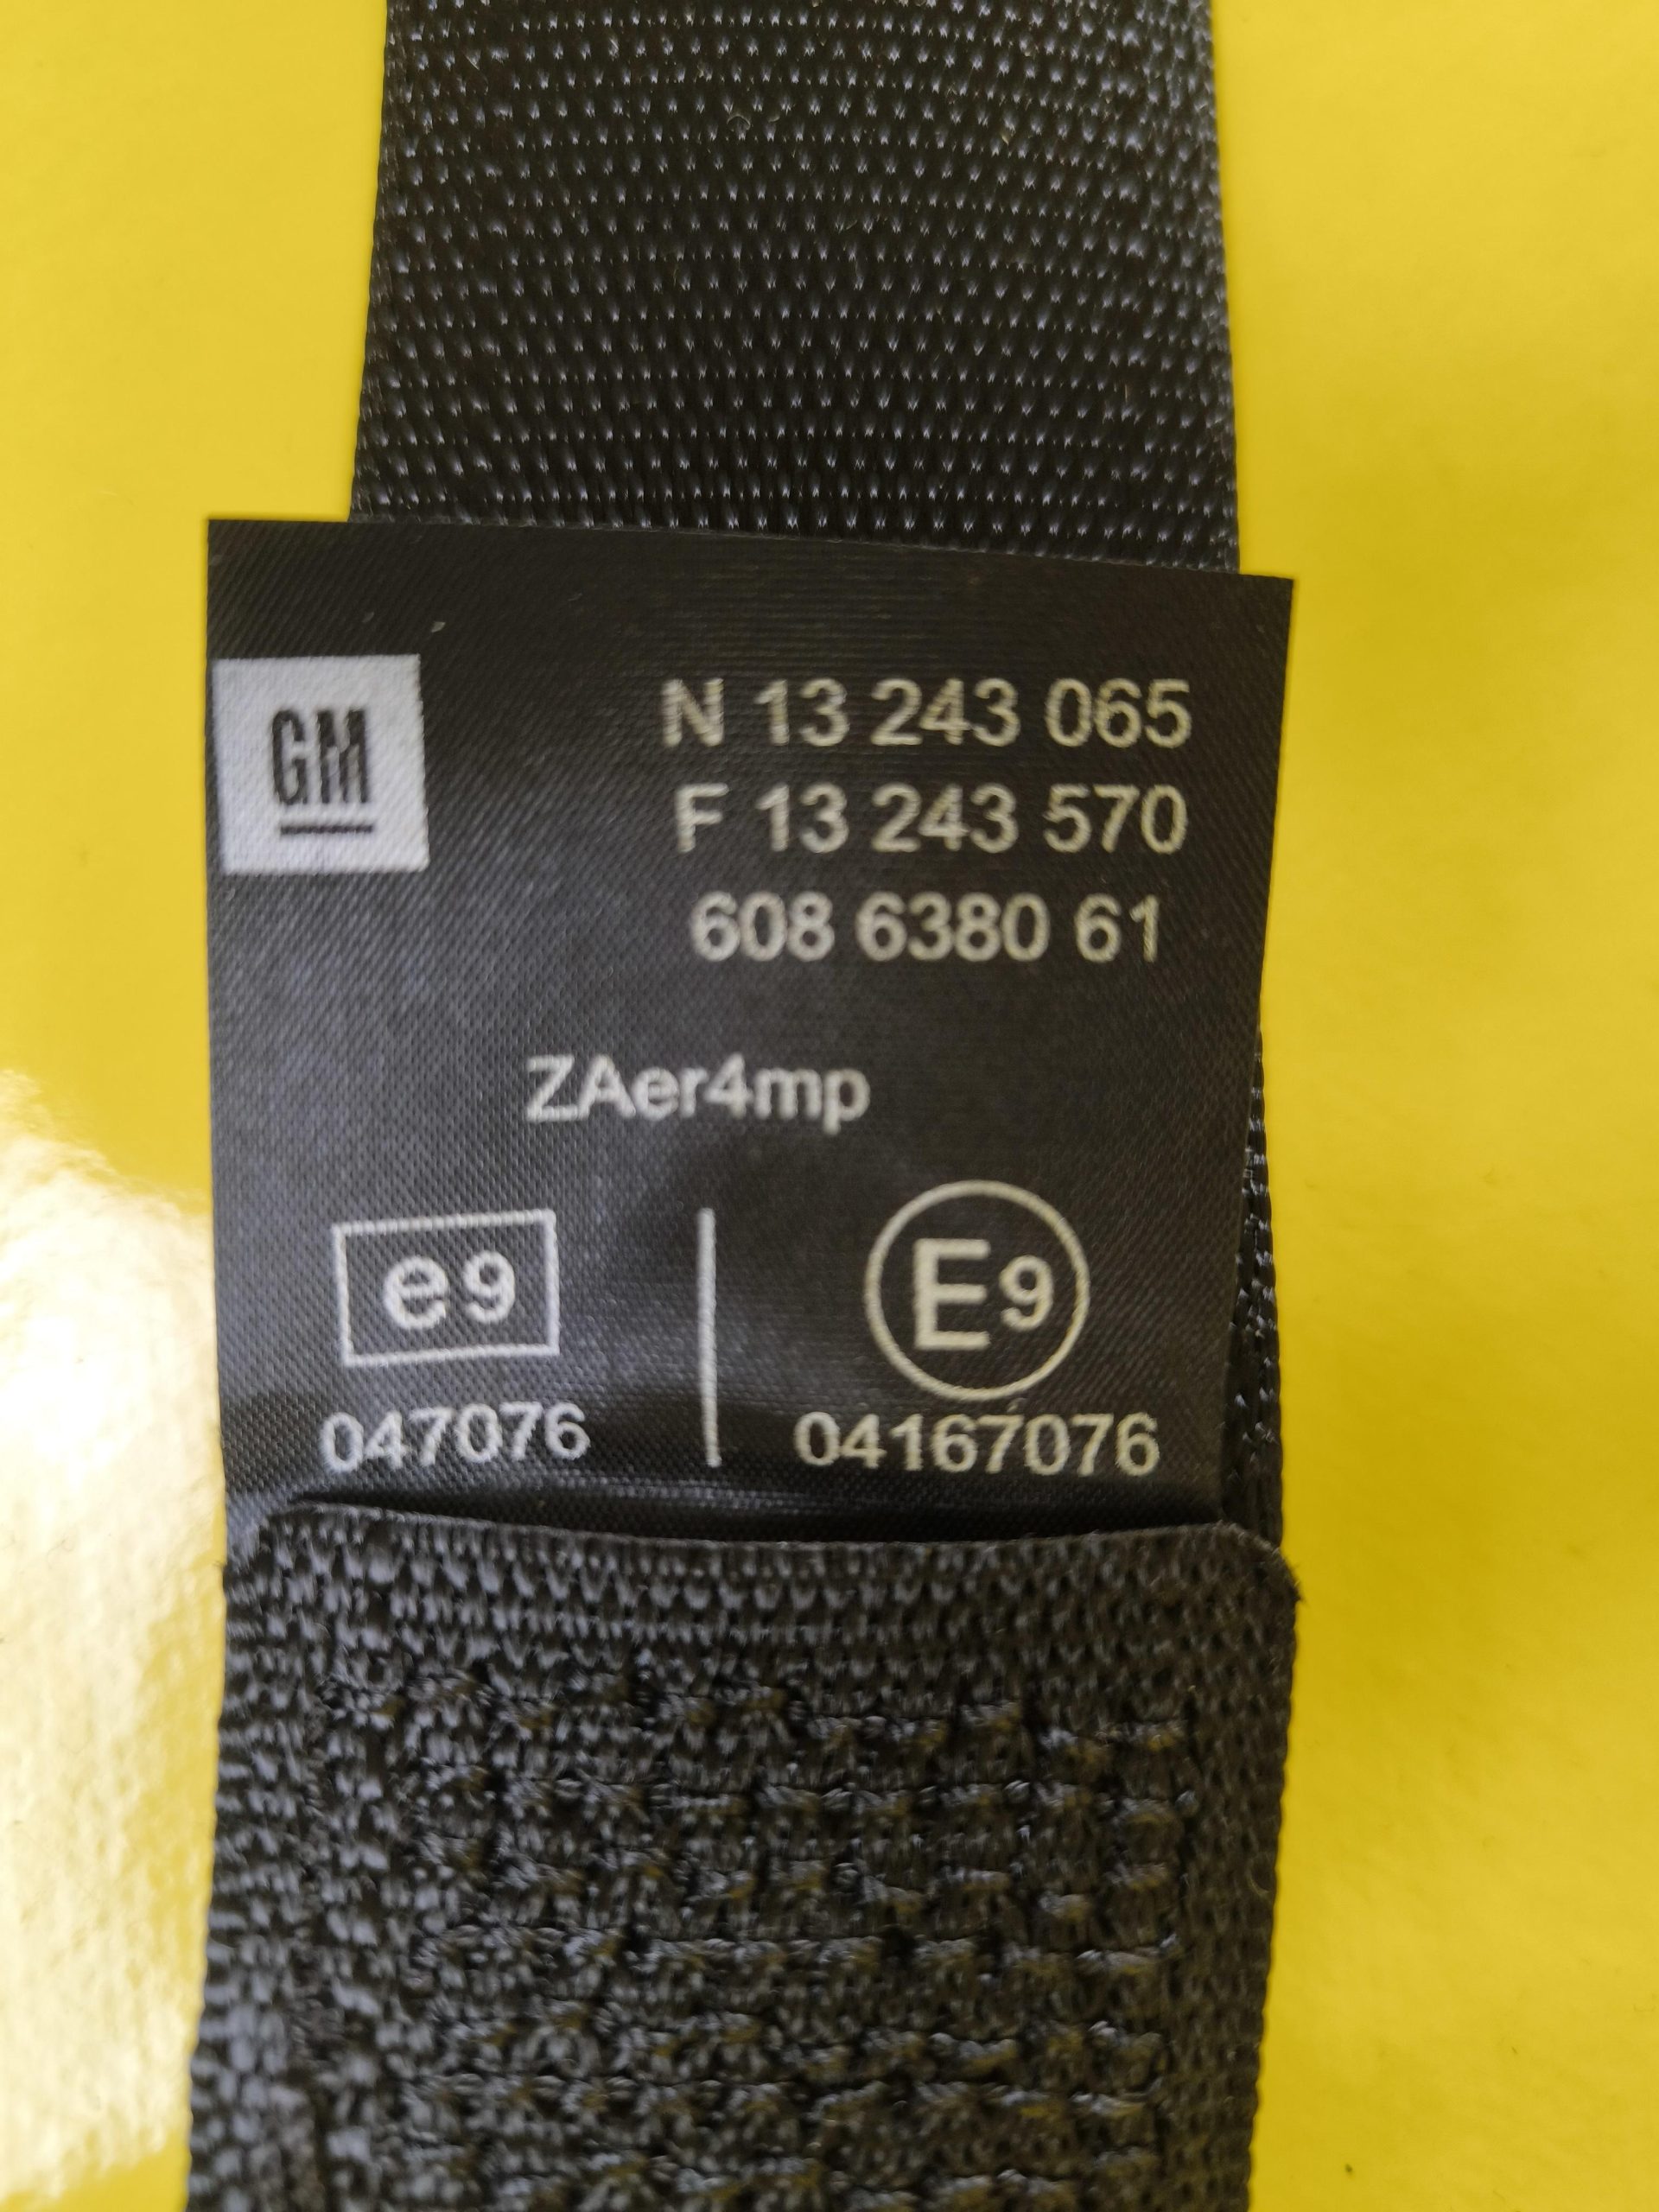 GM
N 13 243 065
F 13 243 570
608 6380 61
ZAer4mp
e9
E9
047076
04167076